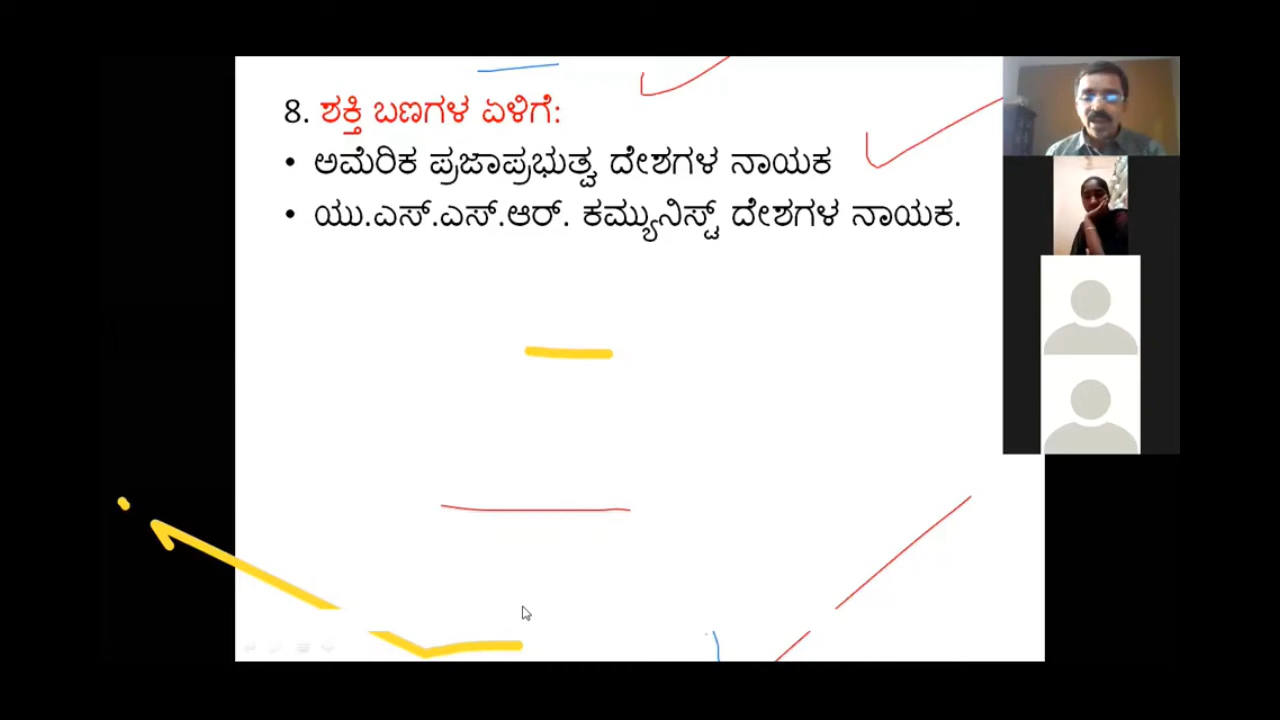 8. ಶಕ್ತಿ ಬಣಗಳ ಏಳಿಗೆ:
• ಅಮೆರಿಕ ಪ್ರಜಾಪ್ರಭುತ್ವ ದೇಶಗಳ ನಾಯಕ
• ಯು.ಎಸ್.ಎಸ್.ಆರ್. ಕಮ್ಯುನಿಸ್ಟ್ ದೇಶಗಳ ನಾಯಕ.